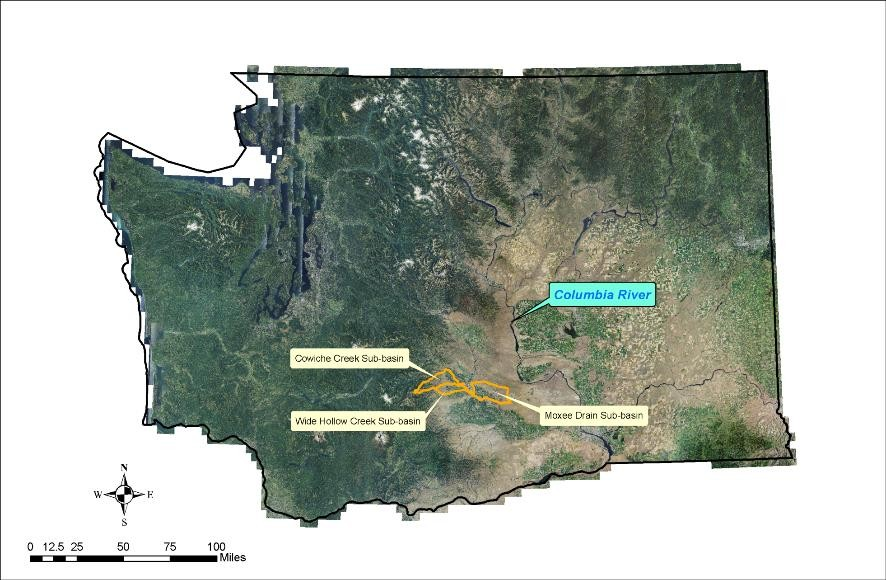 Columbia River
Cowiche Creek Sub-basin
Moxee Drain Sub-basin
Wide Hollow Creek Sub-basin
N
W E
S
0 12.5 25 50 75 100
Miles